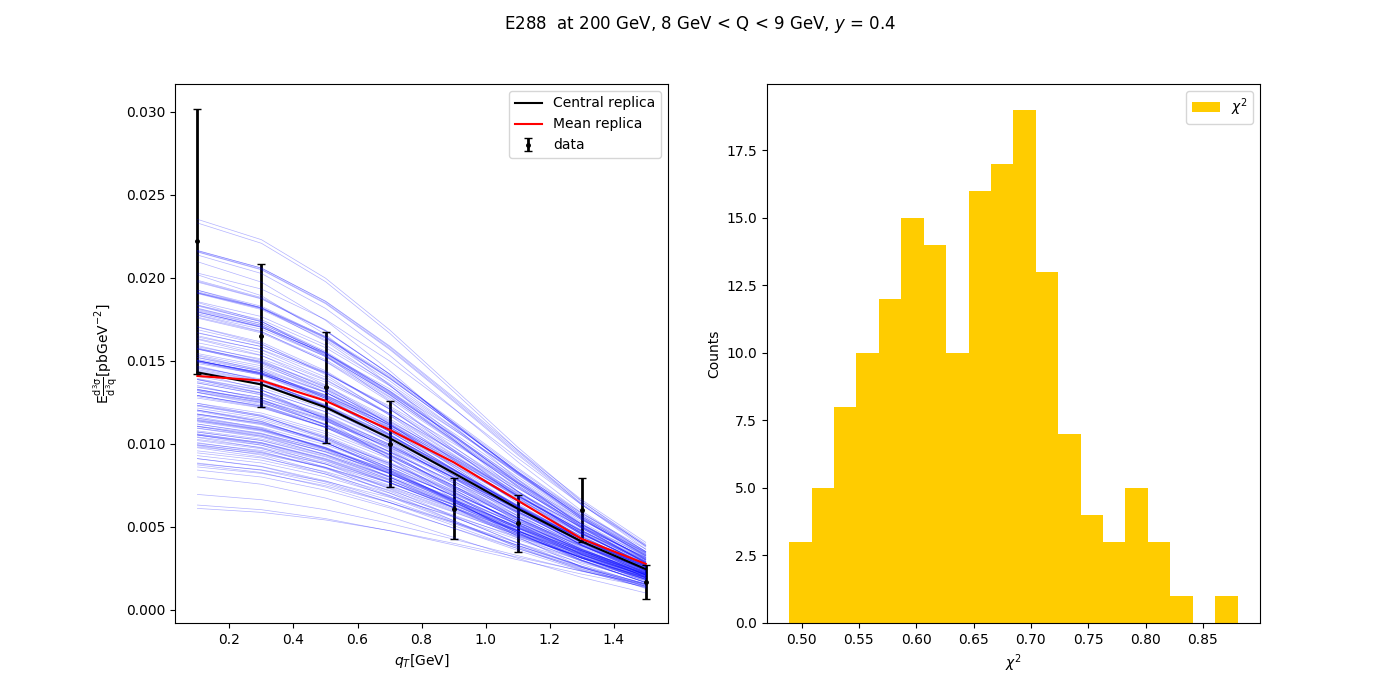 E288 at 200 GeV, 8 GeV < Q < 9 GeV, y = 0.4
Central replica
Mean replica
data
0.030
0.025
0.020
0.015
0.010
0.005
0.000
E d³σ/d³q [pbGeV⁻²]
0.2 0.4 0.6 0.8 1.0 1.2 1.4
q_T[GeV]
χ²
17.5
15.0
12.5
10.0
7.5
5.0
2.5
0.0
Counts
0.50 0.55 0.60 0.65 0.70 0.75 0.80 0.85
χ²